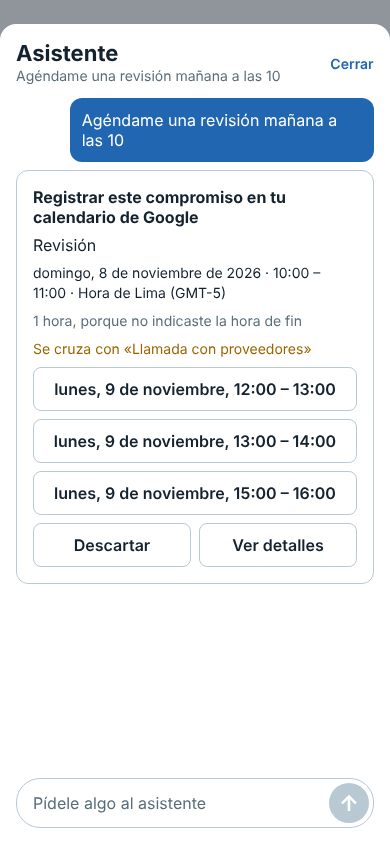 Asistente
Agéndame una revisión mañana a las 10
Cerrar
Agéndame una revisión mañana a
las 10
Registrar este compromiso en tu
calendario de Google
Revisión
domingo, 8 de noviembre de 2026 · 10:00 –
11:00 · Hora de Lima (GMT-5)
1 hora, porque no indicaste la hora de fin
Se cruza con «Llamada con proveedores»
lunes, 9 de noviembre, 12:00 – 13:00
lunes, 9 de noviembre, 13:00 – 14:00
lunes, 9 de noviembre, 15:00 – 16:00
Descartar
Ver detalles
Pídele algo al asistente